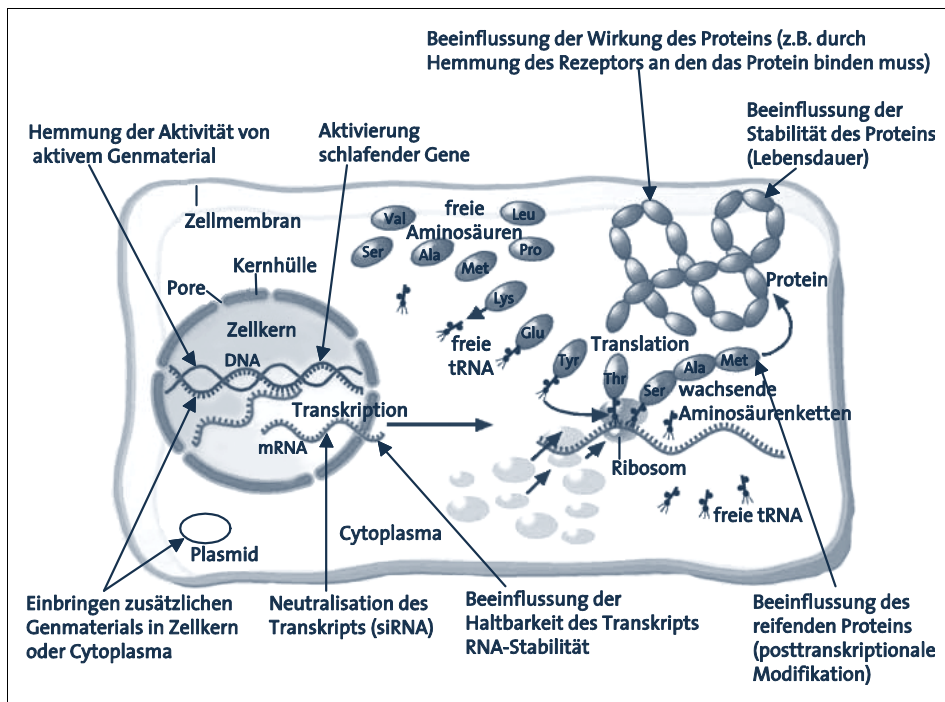 Beeinflussung der Wirkung des Proteins (z.B. durch
Hemmung des Rezeptors an den das Protein binden muss)
Beeinflussung der
Stabilität des Proteins
(Lebensdauer)
Hemmung der Aktivität von
aktivem Genmaterial
Aktivierung
schlafender Gene
Zellmembran
freie
Aminosäuren
Val
Leu
Ser
Ala
Met
Pro
Lys
Glu
Tyr
Thr
Ser
Ala
Met
Kernhülle
Pore
Zellkern
DNA
Transkription
mRNA
freie
tRNA
Translation
Protein
wachsende
Aminosäurenketten
Ribosom
freie tRNA
Cytoplasma
Plasmid
Einbringen zusätzlichen
Genmaterials in Zellkern
oder Cytoplasma
Neutralisation des
Transkripts (siRNA)
Beeinflussung der
Haltbarkeit des Transkripts
RNA-Stabilität
Beeinflussung des
reifenden Proteins
(posttranskriptionale
Modifikation)